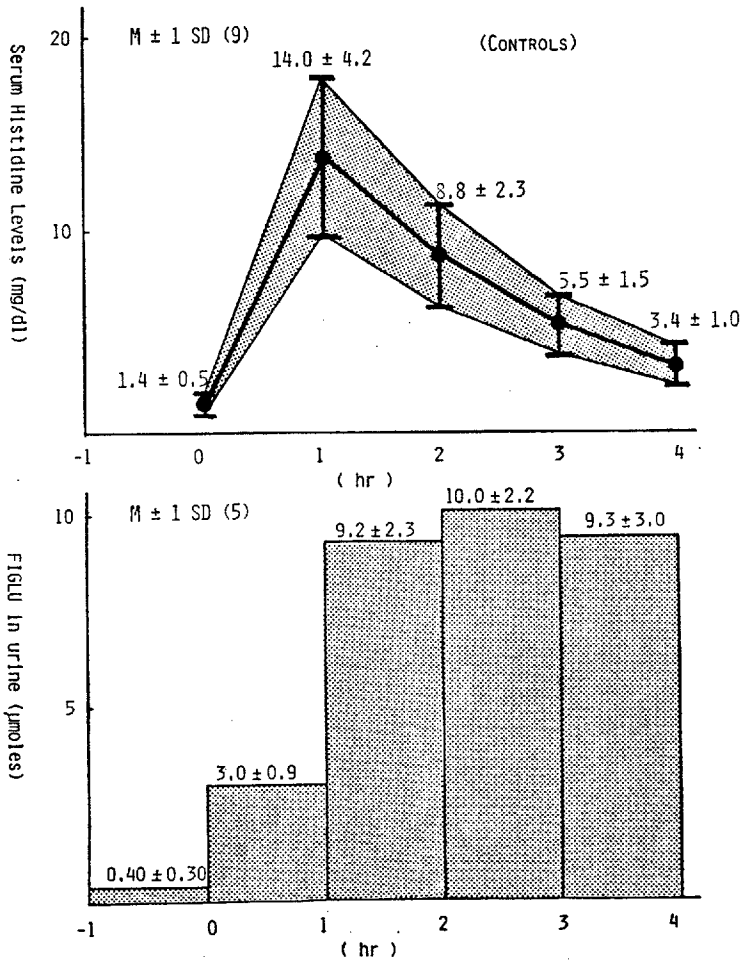 Serum Histidine Levels (mg/dl)
20
10
M ± 1 SD (9)
(CONTROLS)
14.0 ± 4.2
8.8 ± 2.3
5.5 ± 1.5
3.4 ± 1.0
1.4 ± 0.5
-1 0 1 2 3 4
( hr )
FIGLU in urine (μmoles)
10
5
M ± 1 SD (5)
10.0 ± 2.2
9.2 ± 2.3
9.3 ± 3.0
3.0 ± 0.9
0.40 ± 0.30
-1 0 1 2 3 4
( hr )